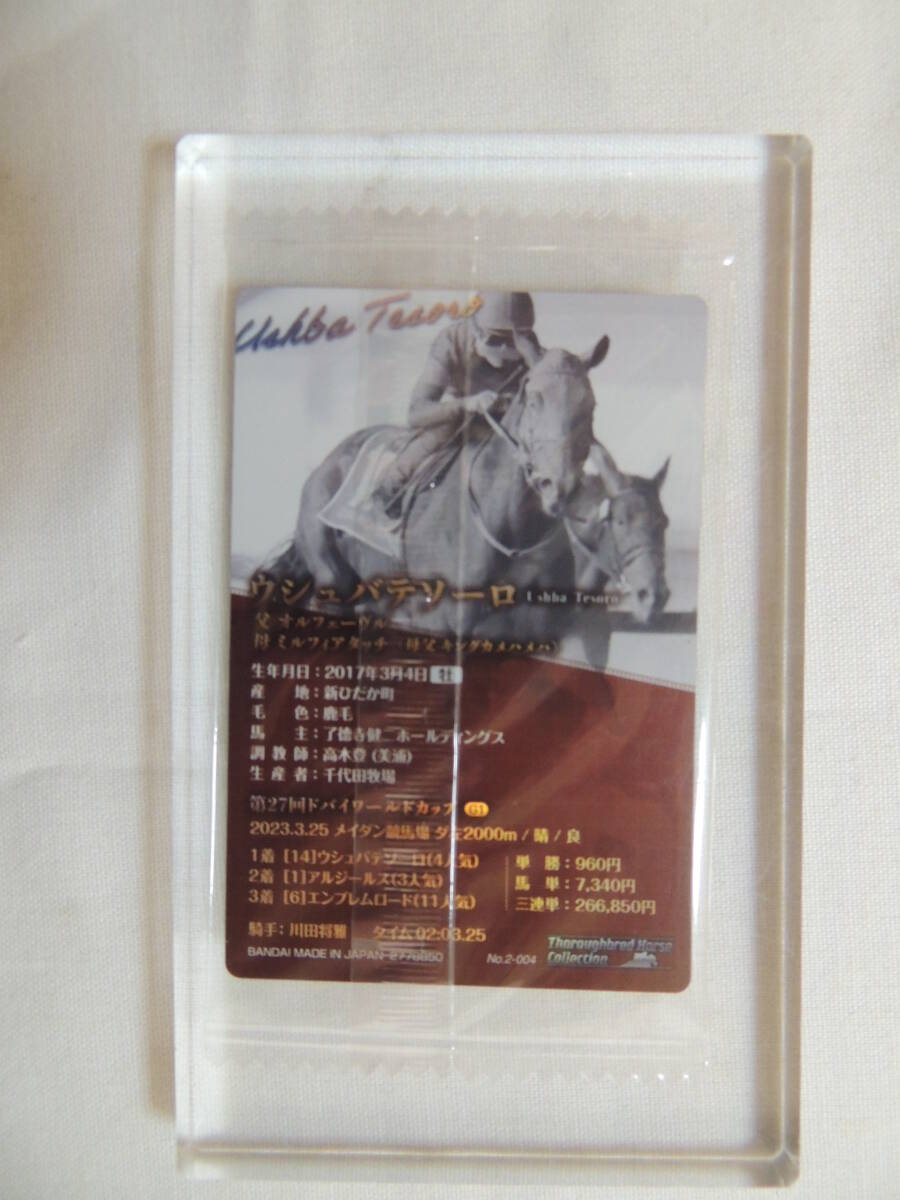 Ushba Tesoro
ウシュバテソーロ Ushba Tesoro
父 オルフェーヴル
母 ミルフィアタッチ（母父 キングカメハメハ）
生年月日：2017年3月4日 牡
産　地：新ひだか町
毛　色：鹿毛
馬　主：了德寺健二ホールディングス
調教師：高木登（美浦）
生産者：千代田牧場
第27回ドバイワールドカップ G1
2023.3.25 メイダン競馬場 ダ左2000m / 晴 / 良
1着 [14]ウシュバテソーロ(4人気)
2着 [1]アルジールス(3人気)
3着 [6]エンブレムロード(11人気)
単　勝：960円
馬　単：7,340円
三連単：266,850円
騎手：川田将雅　タイム 02:03.25
BANDAI MADE IN JAPAN
No.2-004
Thoroughbred Horse
Collection